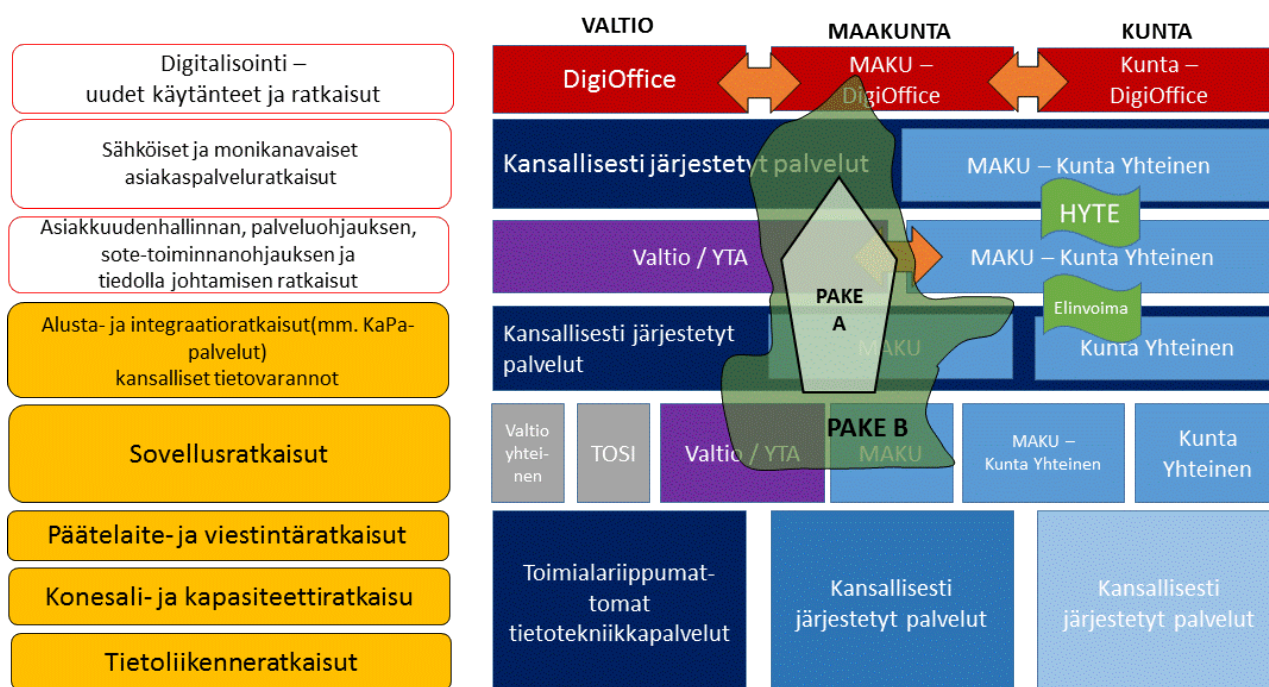 VALTIO
MAAKUNTA
KUNTA
Digitalisointi –
uudet käytänteet ja ratkaisut
DigiOffice
MAKU –
DigiOffice
Kunta –
DigiOffice
Sähköiset ja monikanavaiset
asiakaspalveluratkaisut
Kansallisesti järjestetyt palvelut
MAKU – Kunta Yhteinen
HYTE
Asiakkuudenhallinnan, palveluohjauksen,
sote-toiminnanohjauksen ja
tiedolla johtamisen ratkaisut
Valtio / YTA
MAKU – Kunta Yhteinen
PAKE
A
Elinvoima
Alusta- ja integraatioratkaisut(mm. KaPa-
palvelut)
kansalliset tietovarannot
Kansallisesti järjestetyt
palvelut
MAKU
Kunta Yhteinen
Sovellusratkaisut
Valtio
yhtei-
nen
TOSI
Valtio / YTA
PAKE B
MAKU
MAKU –
Kunta Yhteinen
Kunta
Yhteinen
Päätelaite- ja viestintäratkaisut
Konesali- ja kapasiteettiratkaisu
Tietoliikenneratkaisut
Toimialariippumat-
tomat
tietotekniikkapalvelut
Kansallisesti
järjestetyt palvelut
Kansallisesti
järjestetyt palvelut